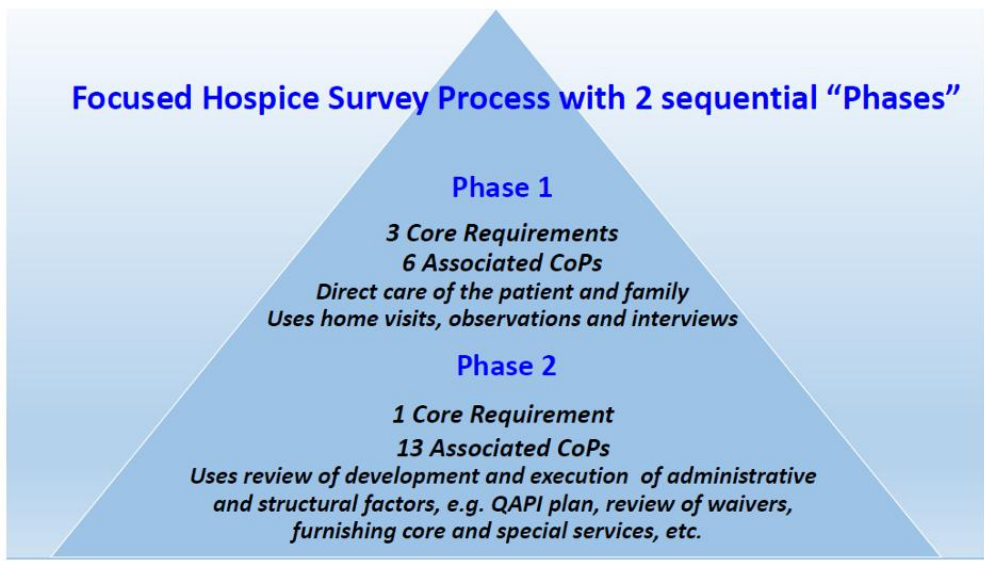 Focused Hospice Survey Process with 2 sequential “Phases”
Phase 1
3 Core Requirements
6 Associated CoPs
Direct care of the patient and family
Uses home visits, observations and interviews
Phase 2
1 Core Requirement
13 Associated CoPs
Uses review of development and execution of administrative
and structural factors, e.g. QAPI plan, review of waivers,
furnishing core and special services, etc.